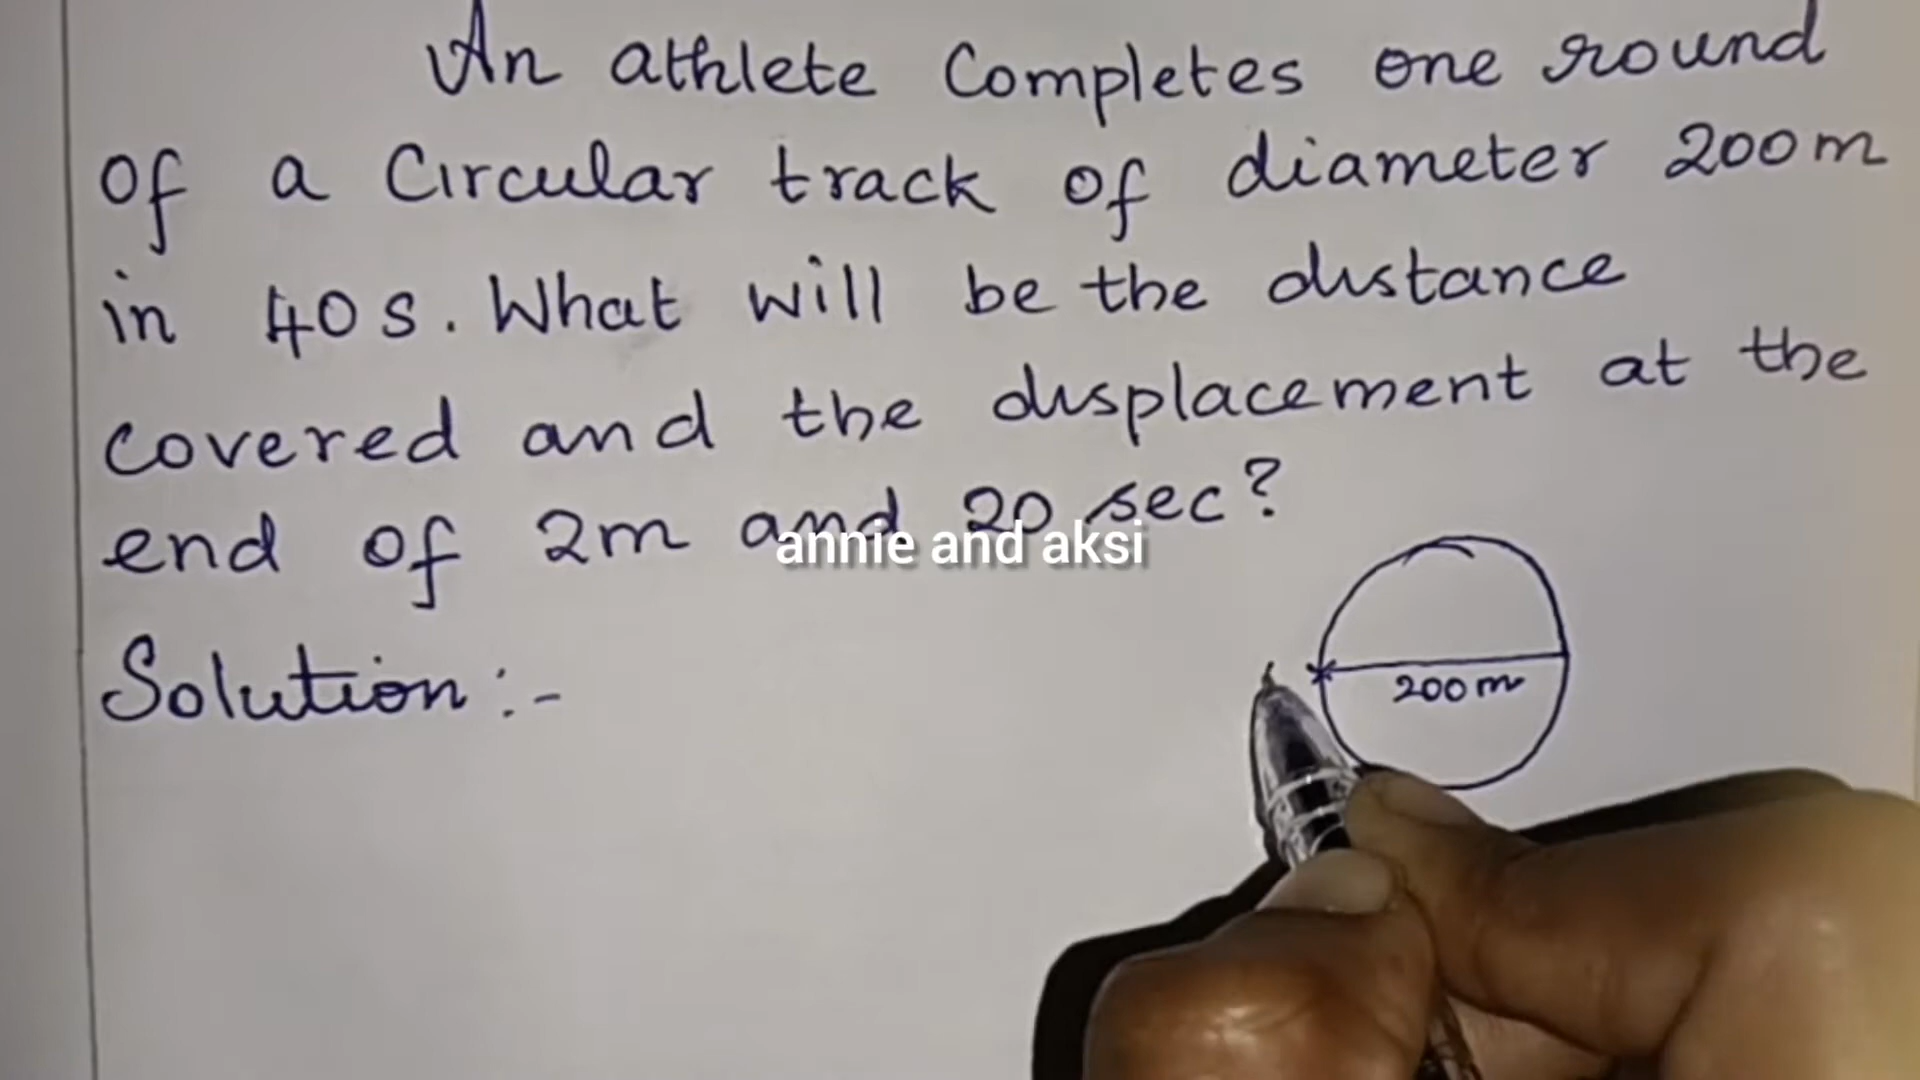 An athlete Completes one round
of a Circular track of diameter 200m
in 40s. What will be the distance
covered and the displacement at the
end of 2m and 20 sec?
annie and aksi
Solution :-
200m